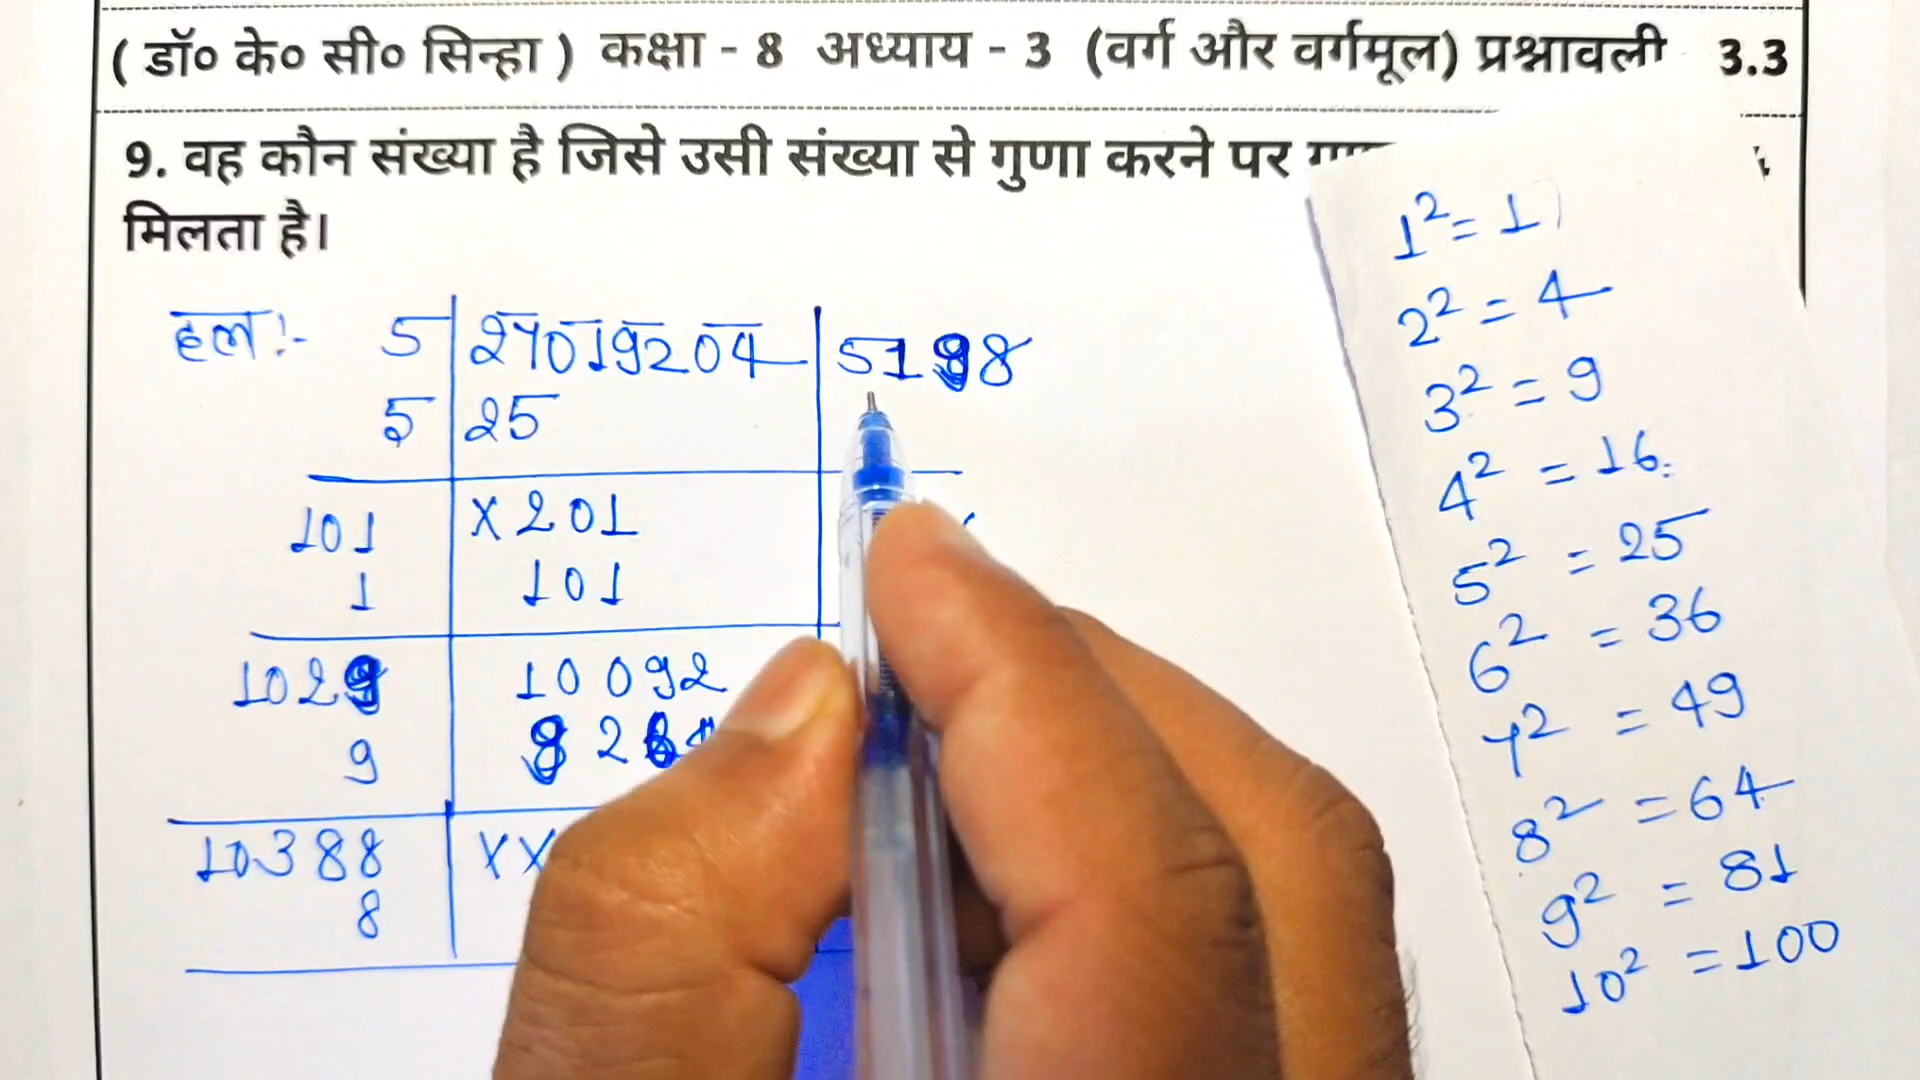 ( डॉ० के० सी० सिन्हा ) कक्षा - 8 अध्याय - 3 (वर्ग और वर्गमूल) प्रश्नावली 3.3
9. वह कौन संख्या है जिसे उसी संख्या से गुणा करने पर
मिलता है।
हल:- 5 27019204 5198
5 25
101 X 201
1 101
1029 10092
9
10388 XX
8
1² = 1
2² = 4
3² = 9
4² = 16
5² = 25
6² = 36
7² = 49
8² = 64
9² = 81
10² = 100